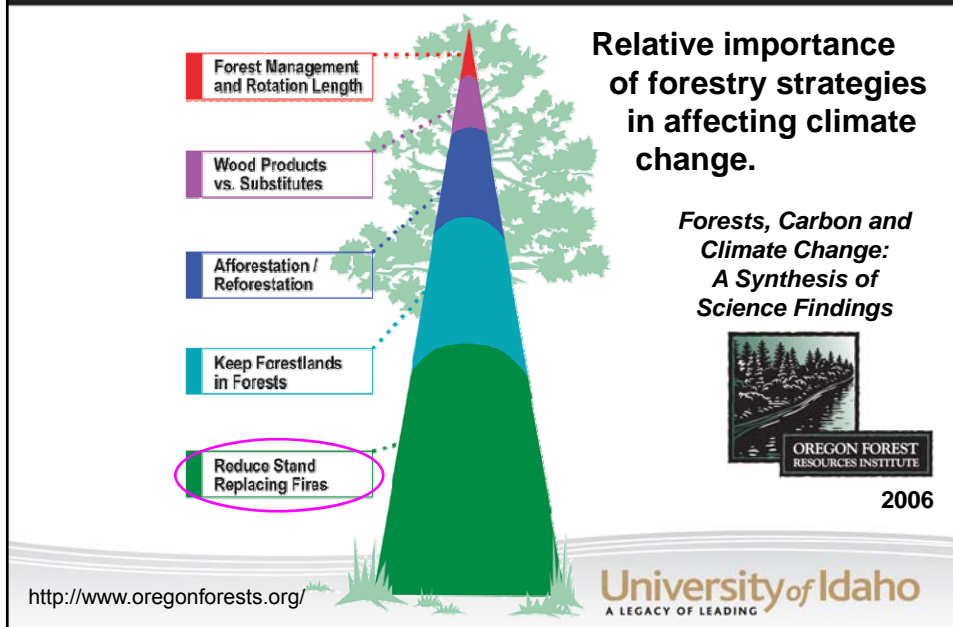 Relative importance
of forestry strategies
in affecting climate
change.
Forest Management
and Rotation Length
Wood Products
vs. Substitutes
Afforestation /
Reforestation
Keep Forestlands
in Forests
Reduce Stand
Replacing Fires
Forests, Carbon and
Climate Change:
A Synthesis of
Science Findings
OREGON FOREST
RESOURCES INSTITUTE
2006
http://www.oregonforests.org/
University of Idaho
A LEGACY OF LEADING